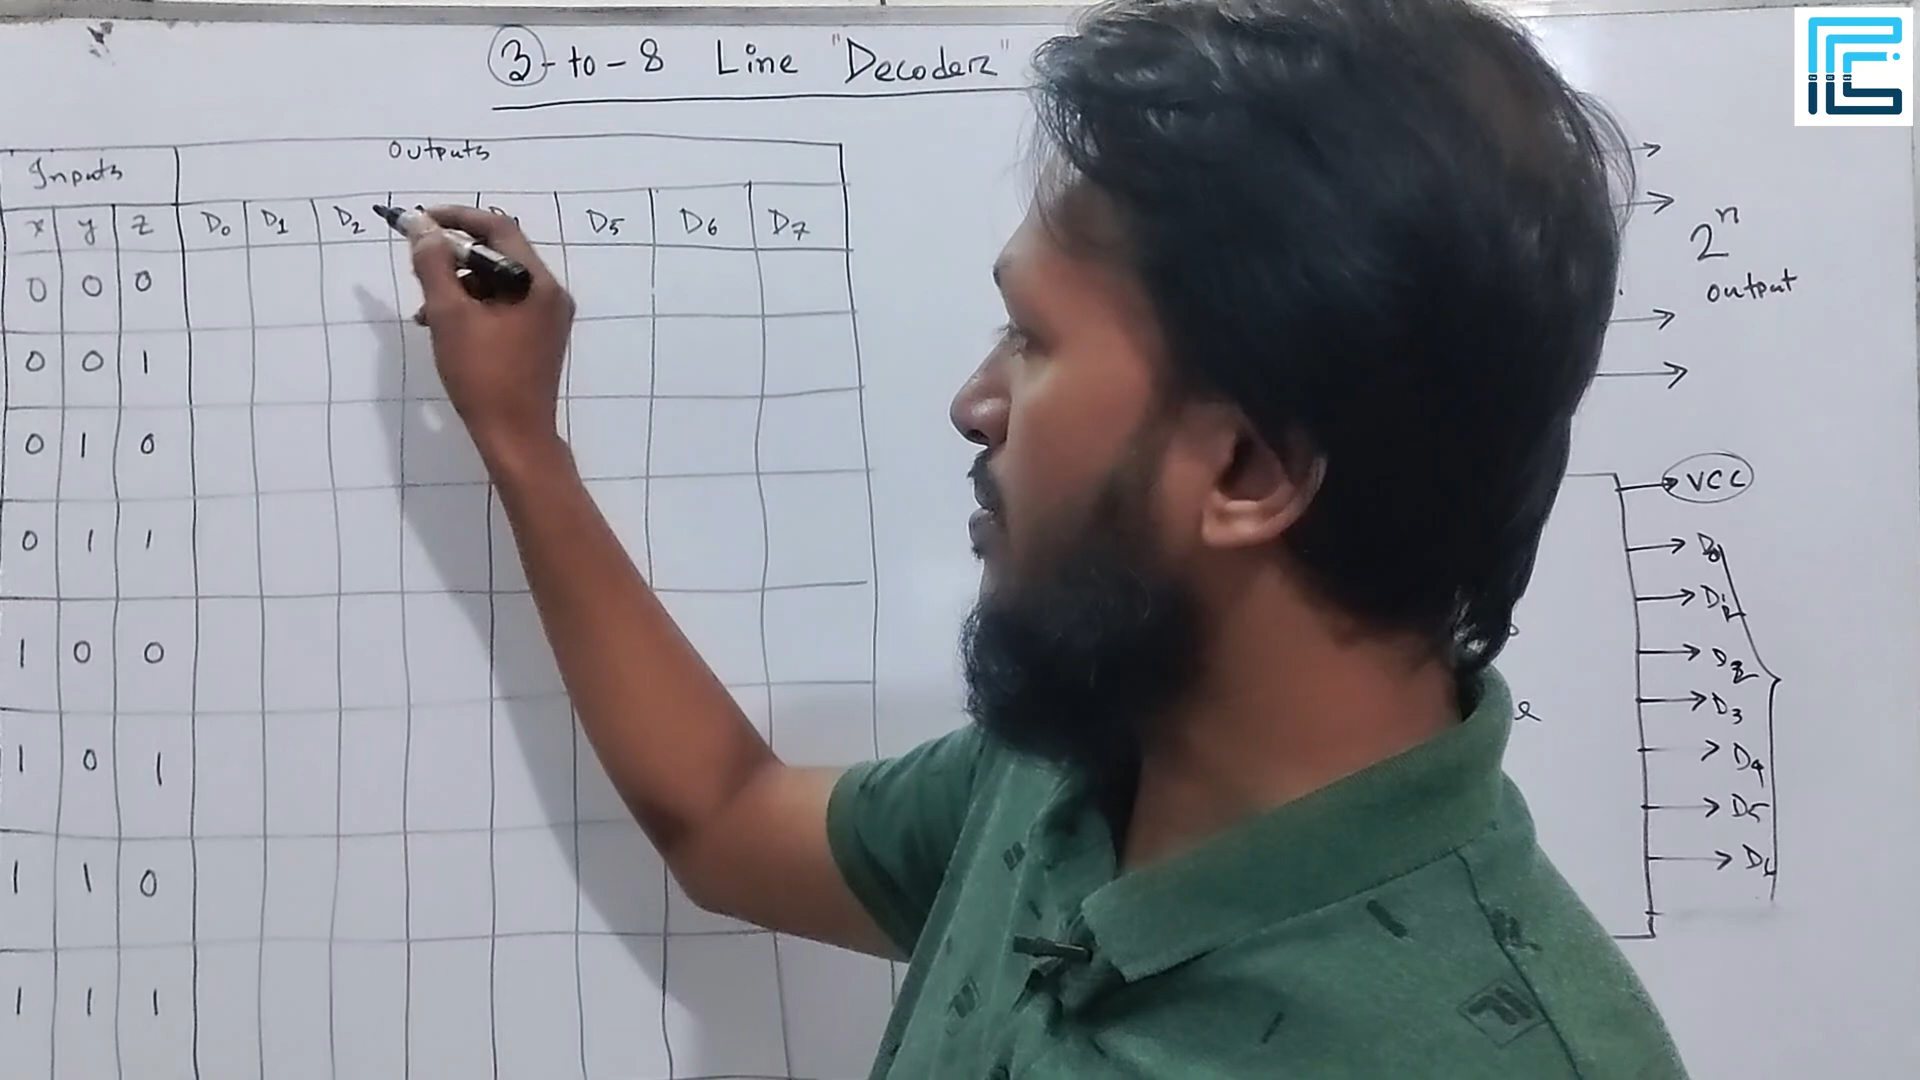 3-to-8 Line "Decoder"
Inputs Outputs
x y z D0 D1 D2 D5 D6 D7
0 0 0
0 0 1
0 1 0
0 1 1
1 0 0
1 0 1
1 1 0
1 1 1
2^n
output
VCC
D0
D1
D2
D3
D4
D5